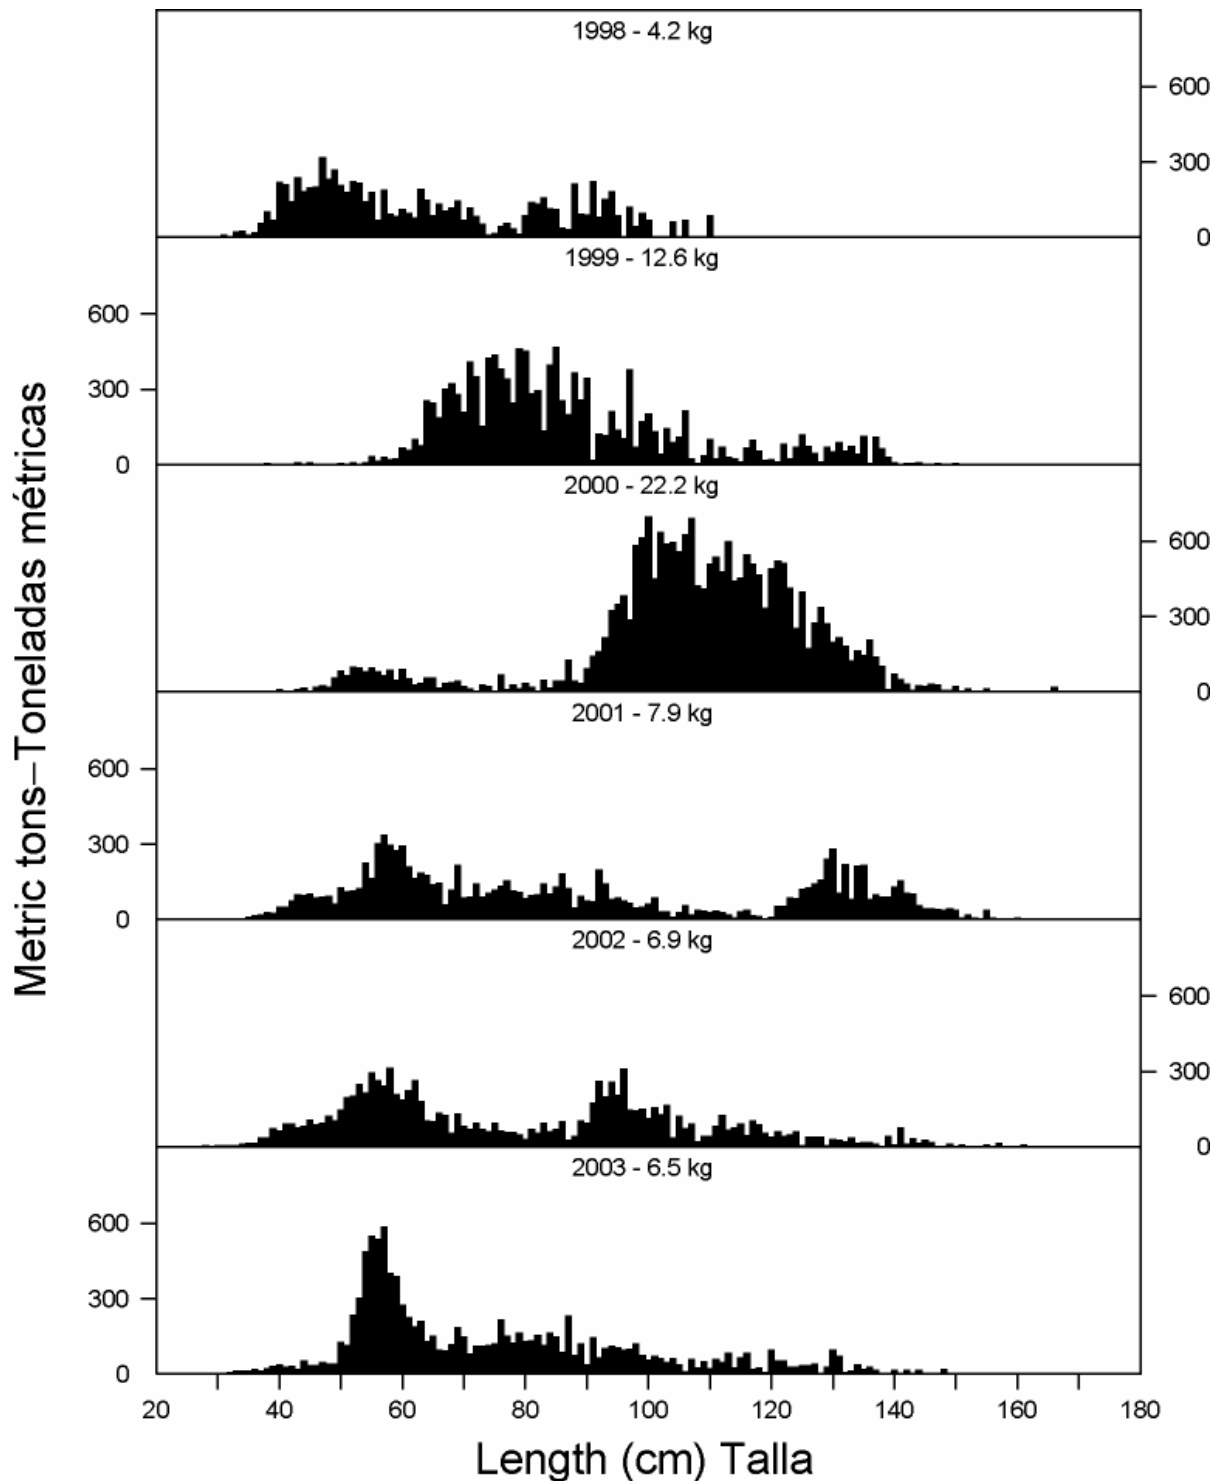 1998 - 4.2 kg
600
300
0
1999 - 12.6 kg
600
300
0
2000 - 22.2 kg
600
300
0
2001 - 7.9 kg
600
300
0
2002 - 6.9 kg
600
300
0
2003 - 6.5 kg
600
300
0
20 40 60 80 100 120 140 160 180
Length (cm) Talla
Metric tons–Toneladas métricas